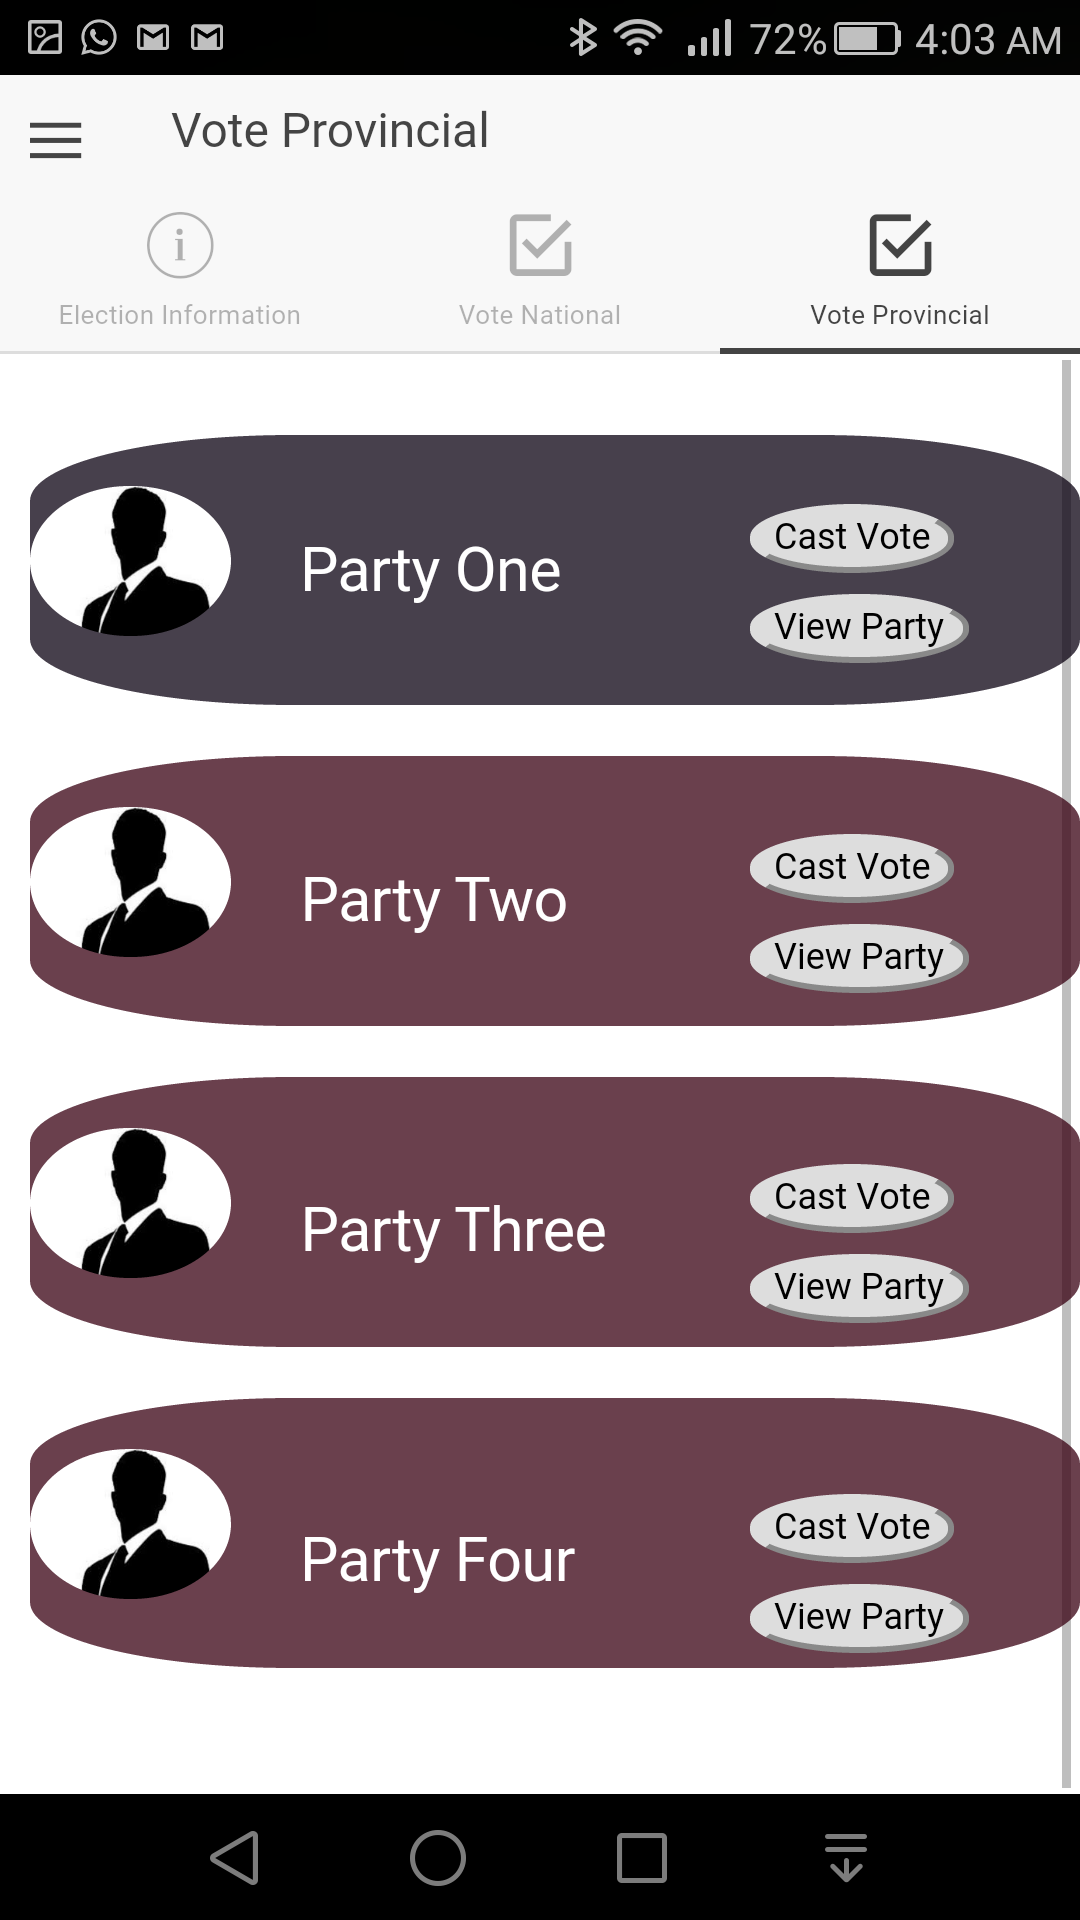 72% 4:03 AM
Vote Provincial
Election Information
Vote National
Vote Provincial
Party One
Cast Vote
View Party
Party Two
Cast Vote
View Party
Party Three
Cast Vote
View Party
Party Four
Cast Vote
View Party